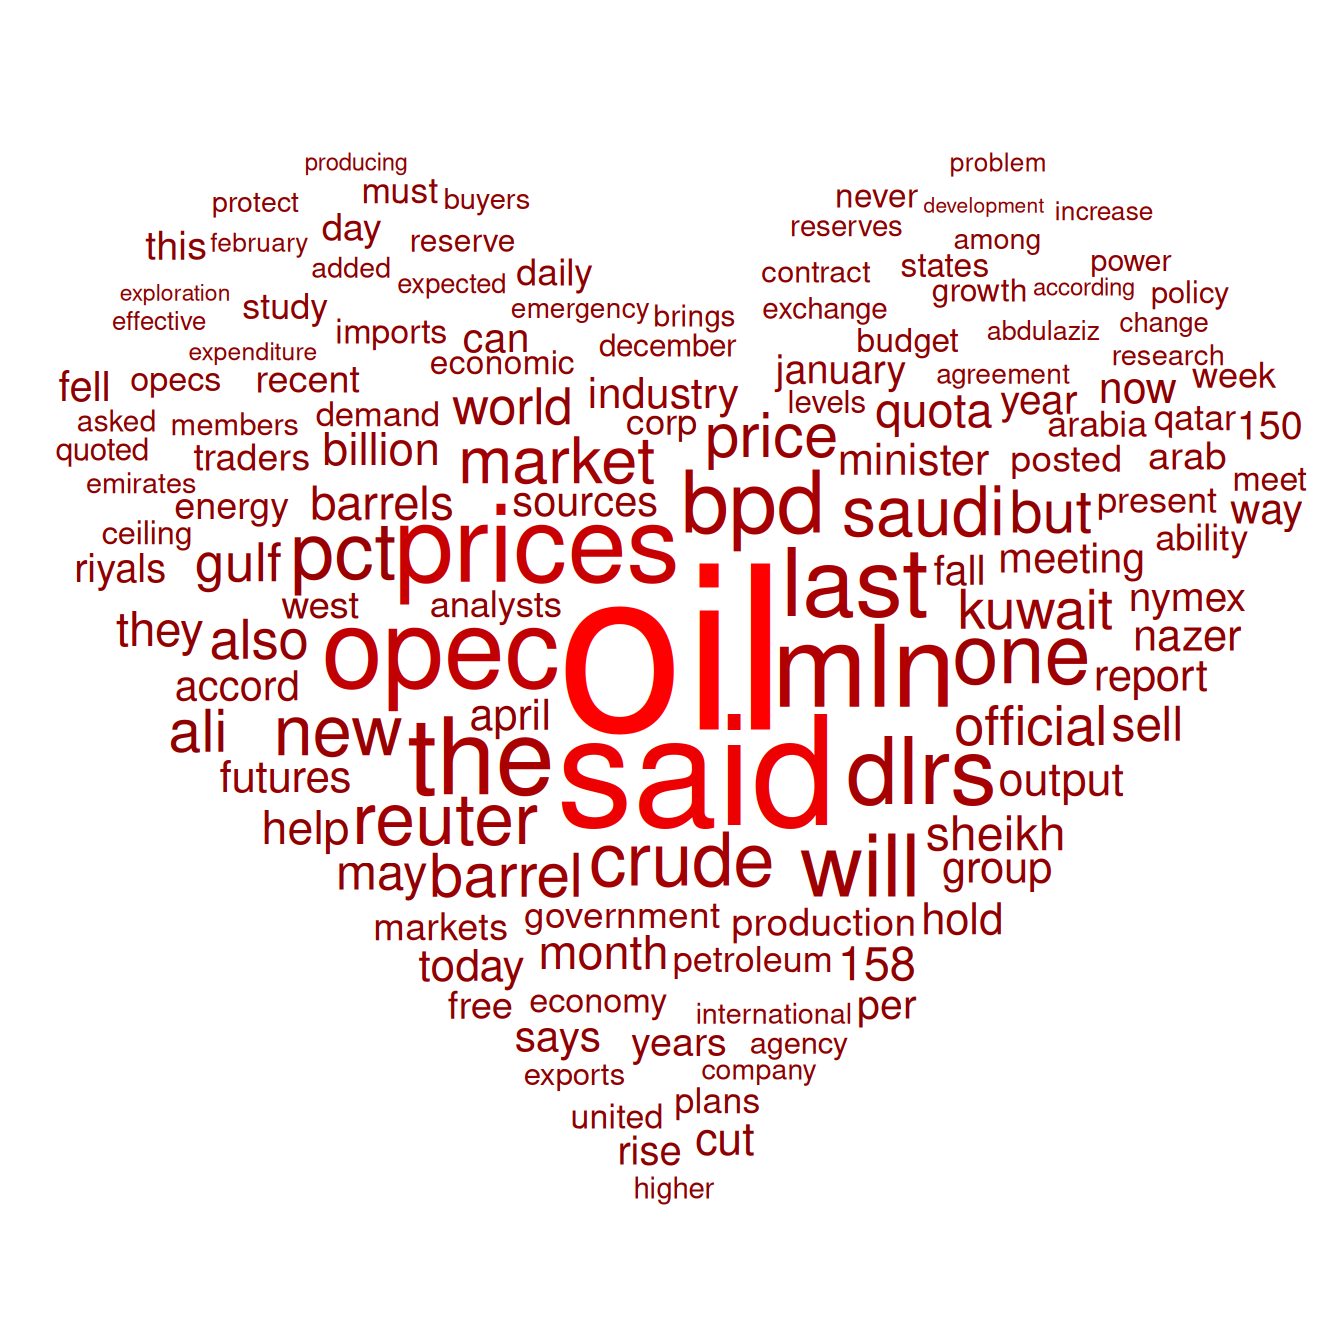 producing
problem
must
buyers
never
protect
development
increase
day
reserves
this
february
reserve
among
added
daily
contract
states
power
expected
exploration
study
emergency
brings
exchange
growth
according
policy
effective
imports
can
december
budget
abdulaziz
change
expenditure
economic
research
fell
opecs
recent
industry
january
agreement
now
week
asked
members
demand
world
corp
price
levels
quota
year
arabia
qatar
150
quoted
traders
billion
market
minister
posted
arab
emirates
energy
barrels
sources
bpd
saudi
but
present
meet
way
ceiling
riyals
gulf
pct
prices
last
fall
meeting
ability
west
analysts
kuwait
nymex
they
also
opec
oil
mln
one
nazer
accord
report
ali
new
april
official
sell
futures
the
said
dlrs
output
help
reuter
sheikh
may
barrel
crude
will
group
markets
government
production
hold
today
month
petroleum
158
free
economy
international
per
says
years
agency
exports
company
united
plans
rise
cut
higher